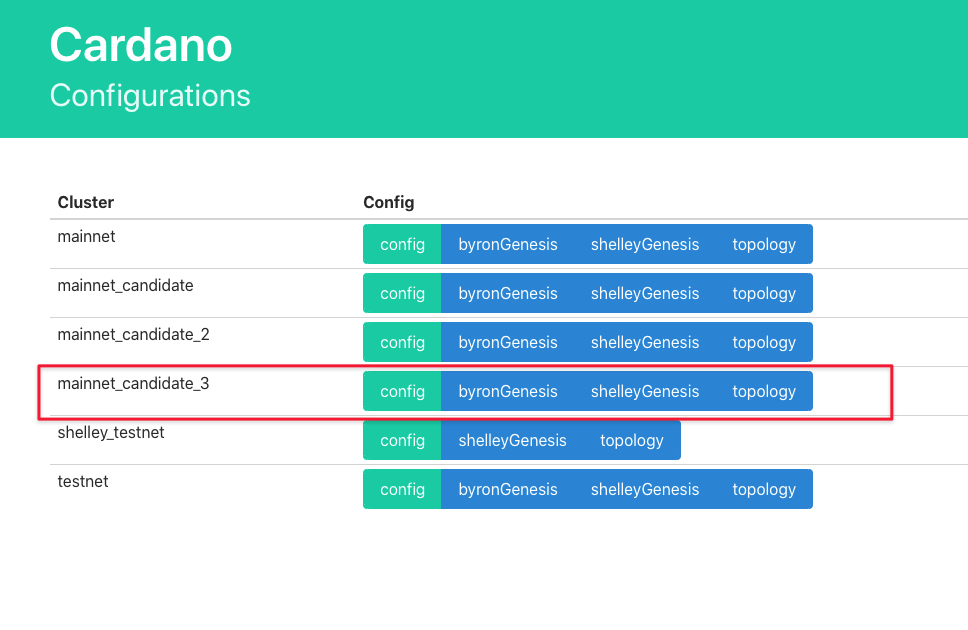 Cardano
Configurations
Cluster Config
mainnet config byronGenesis shelleyGenesis topology
mainnet_candidate config byronGenesis shelleyGenesis topology
mainnet_candidate_2 config byronGenesis shelleyGenesis topology
mainnet_candidate_3 config byronGenesis shelleyGenesis topology
shelley_testnet config shelleyGenesis topology
testnet config byronGenesis shelleyGenesis topology